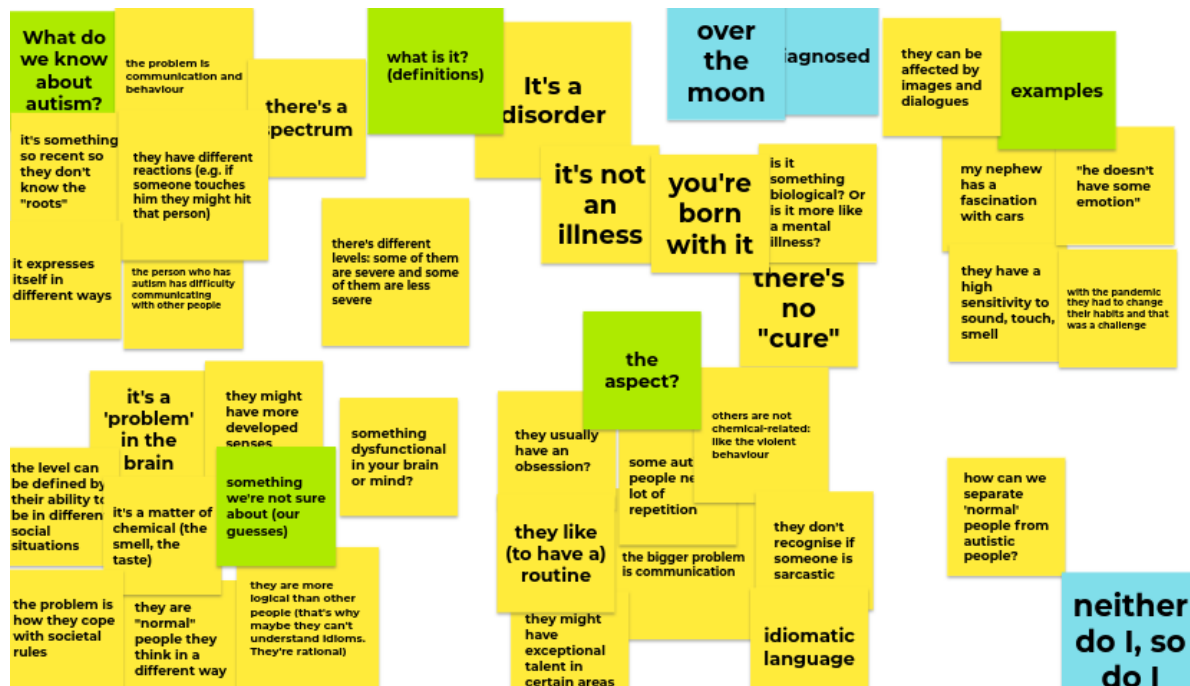 What do
we know
about
autism?
the problem is
communication and
behaviour
there's a
spectrum
it's something
so recent so
they don't
know the
"roots"
they have different
reactions (e.g. if
someone touches
him they might hit
that person)
it expresses
itself in
different ways
the person who has
autism has difficulty
communicating
with other people
there's different
levels: some of them
are severe and some
of them are less
severe
what is it?
(definitions)
It's a
disorder
it's not
an
illness
you're
born
with it
is it
something
biological? Or
is it more like
a mental
illness?
there's
no
"cure"
over
the
moon
iagnosed
they can be
affected by
images and
dialogues
examples
my nephew
has a
fascination
with cars
"he doesn't
have some
emotion"
they have a
high
sensitivity to
sound, touch,
smell
with the pandemic
they had to change
their habits and that
was a challenge
it's a
'problem'
in the
brain
they might
have more
developed
senses
something
dysfunctional
in your brain
or mind?
the level can
be defined by
their ability to
be in differen
social
situations
it's a matter of
chemical (the
smell, the
taste)
something
we're not sure
about (our
guesses)
the problem is
how they cope
with societal
rules
they are
"normal"
people they
think in a
different way
they are more
logical than other
people (that's why
maybe they can't
understand idioms.
They're rational)
the
aspect?
they usually
have an
obsession?
some aut
people ne
lot of
repetition
others are not
chemical-related:
like the violent
behaviour
they like
(to have a)
routine
the bigger problem
is communication
they don't
recognise if
someone is
sarcastic
they might
have
exceptional
talent in
certain areas
idiomatic
language
how can we
separate
'normal'
people from
autistic
people?
neither
do I, so
do I